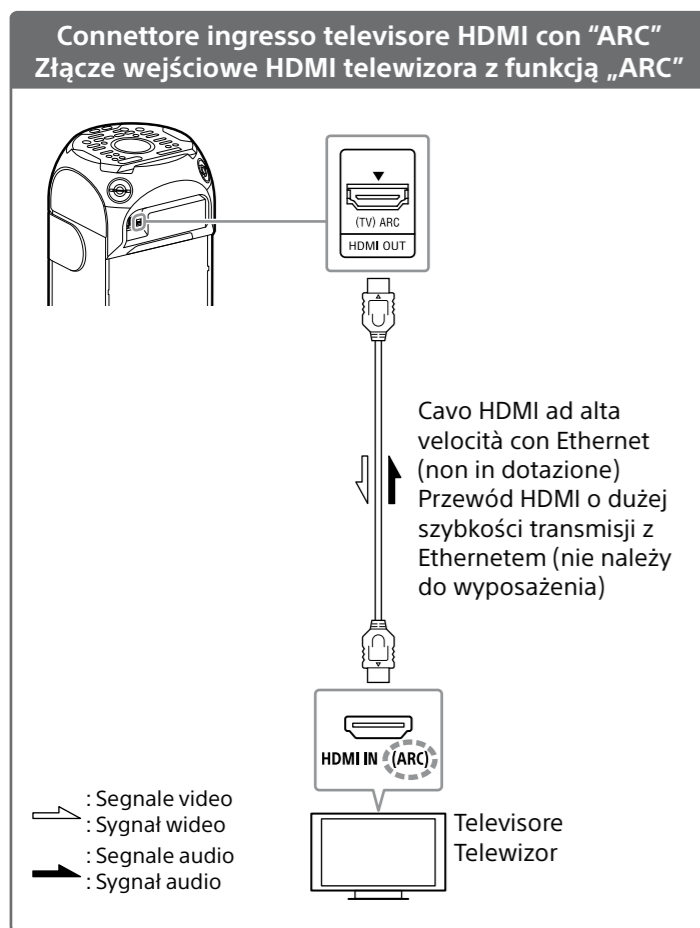 Connettore ingresso televisore HDMI con “ARC”
Złącze wejściowe HDMI telewizora z funkcją „ARC”
(TV) ARC
HDMI OUT
Cavo HDMI ad alta
velocità con Ethernet
(non in dotazione)
Przewód HDMI o dużej
szybkości transmisji z
Ethernetem (nie należy
do wyposażenia)
HDMI IN (ARC)
: Segnale video
: Sygnał wideo
: Segnale audio
: Sygnał audio
Televisore
Telewizor